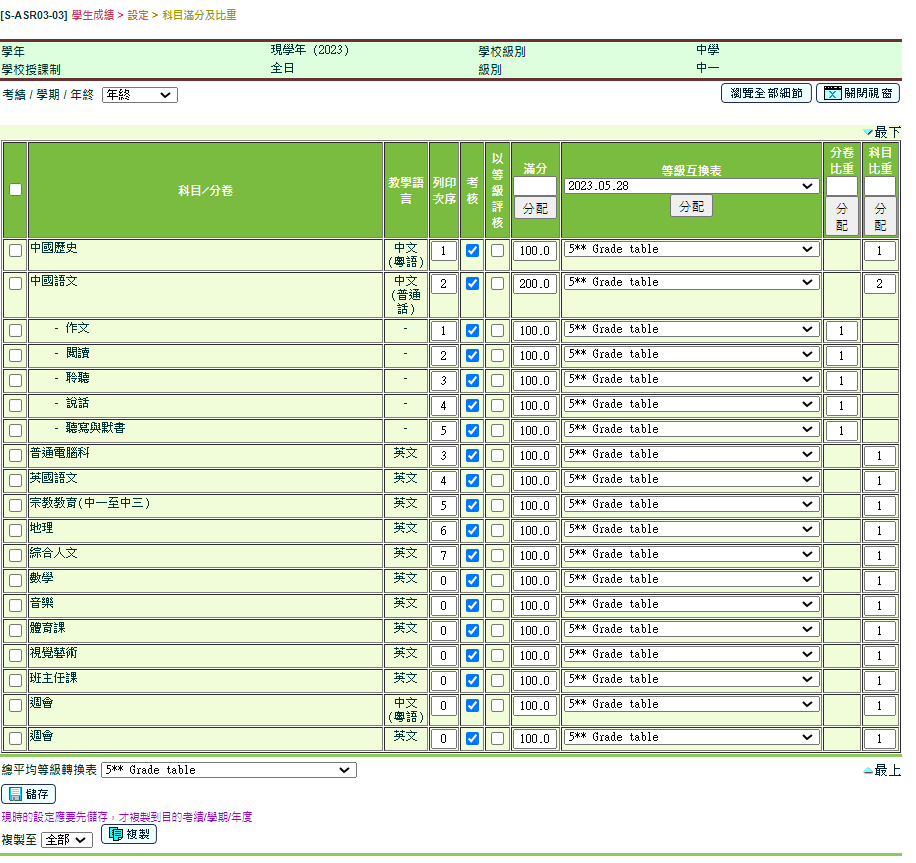 [S-ASR03-03] 學生成績 > 設定 > 科目滿分及比重
學年 現學年 (2023) 學校級別 中學
學校授課制 全日 級別 中一
考績 / 學期 / 年終 年終 瀏覽全部細節 關閉視窗
最下
科目/分卷 教學語言 列印次序 考核 以等級評核 滿分 分配 等級互換表 2023.05.28 分配 分卷比重 分配 科目比重 分配
中國歷史 中文 (粵語) 1 100.0 5** Grade table 1
中國語文 中文 (普通話) 2 200.0 5** Grade table 2
- 作文 - 1 100.0 5** Grade table 1
- 閱讀 - 2 100.0 5** Grade table 1
- 聆聽 - 3 100.0 5** Grade table 1
- 說話 - 4 100.0 5** Grade table 1
- 聽寫與默書 - 5 100.0 5** Grade table 1
普通電腦科 英文 3 100.0 5** Grade table 1
英國語文 英文 4 100.0 5** Grade table 1
宗教教育(中一至中三) 英文 5 100.0 5** Grade table 1
地理 英文 6 100.0 5** Grade table 1
綜合人文 英文 7 100.0 5** Grade table 1
數學 英文 0 100.0 5** Grade table 1
音樂 英文 0 100.0 5** Grade table 1
體育課 英文 0 100.0 5** Grade table 1
視覺藝術 英文 0 100.0 5** Grade table 1
班主任課 英文 0 100.0 5** Grade table 1
週會 中文 (粵語) 0 100.0 5** Grade table 1
週會 英文 0 100.0 5** Grade table 1
總平均等級轉換表 5** Grade table 最上
儲存
現時的設定應要先儲存，才複製到目的考績/學期/年度
複製至 全部 複製